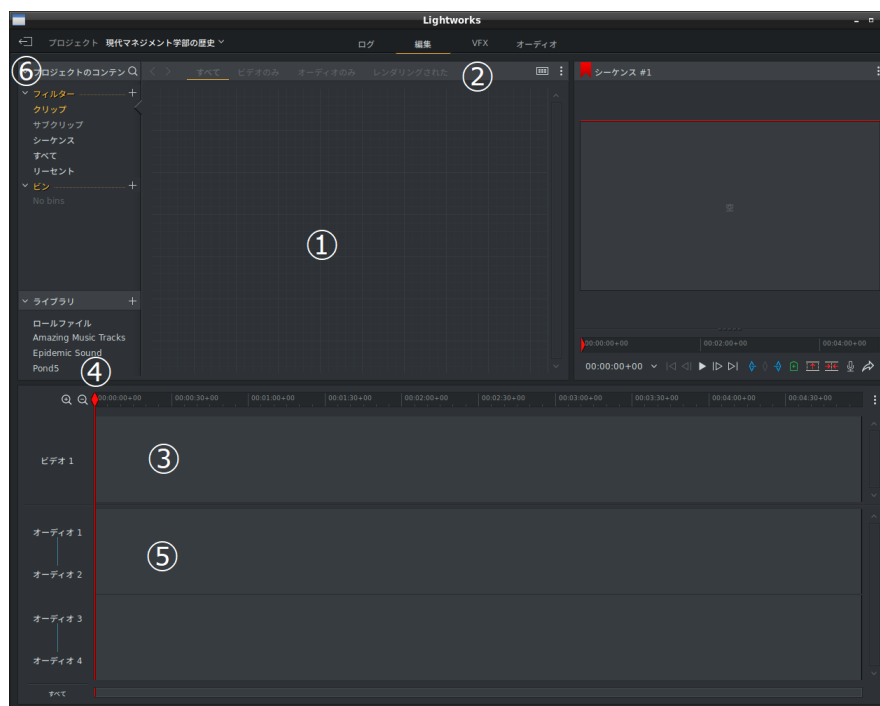 Lightworks
プロジェクト 現代マネジメント学部の歴史
ログ 編集 VFX オーディオ
⑥ プロジェクトのコンテン
すべて ビデオのみ オーディオのみ レンダリングされた ②
シーケンス #1
フィルター
クリップ
サブクリップ
シーケンス
すべて
リーセント
ビン
No bins
①
空
ライブラリ
ロールファイル
Amazing Music Tracks
Epidemic Sound
Pond5
④
00:00:00+00 00:02:00+00 00:04:00+00
00:00:00+00
00:00:00+00 00:00:30+00 00:01:00+00 00:01:30+00 00:02:00+00 00:02:30+00 00:03:00+00 00:03:30+00 00:04:00+00 00:04:30+00
ビデオ 1
③
オーディオ 1
⑤
オーディオ 2
オーディオ 3
オーディオ 4
すべて